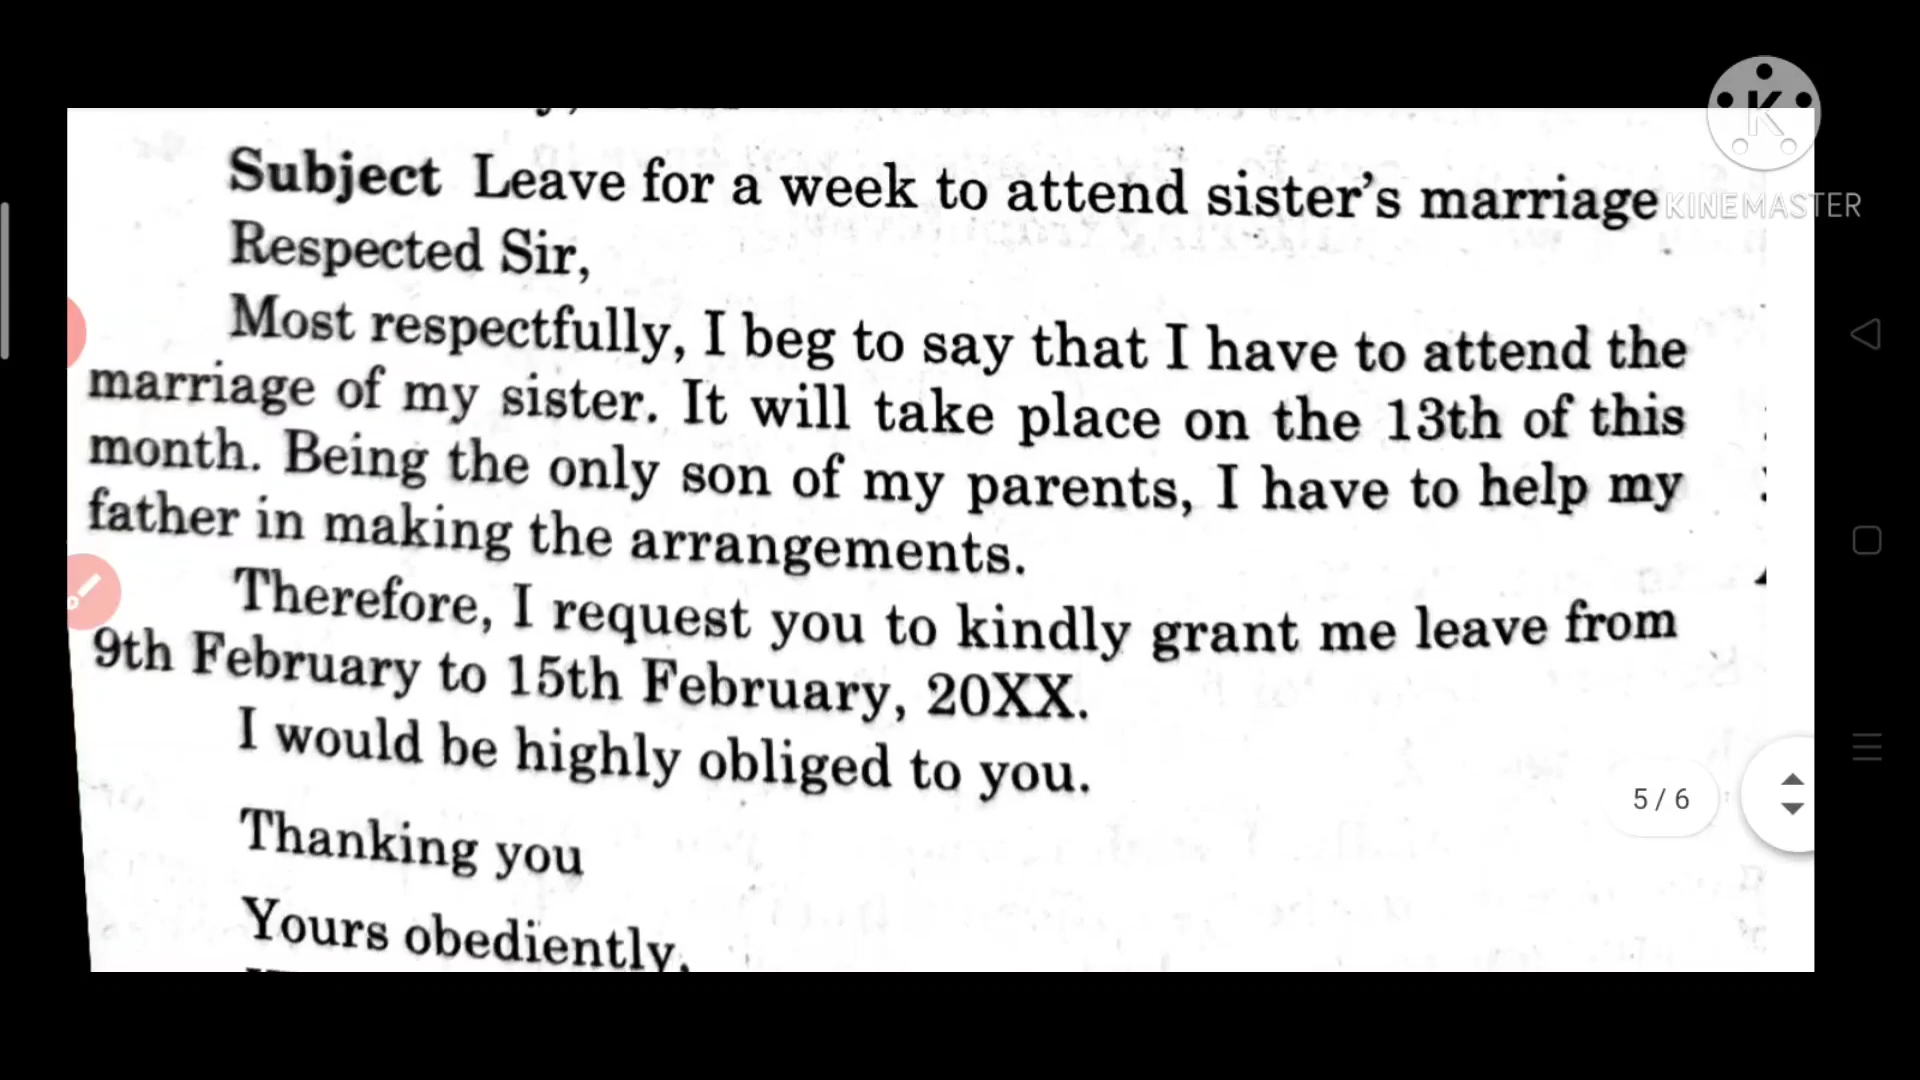 Subject Leave for a week to attend sister's marriage
KINEMASTER
Respected Sir,
Most respectfully, I beg to say that I have to attend the
marriage of my sister. It will take place on the 13th of this
month. Being the only son of my parents, I have to help my
father in making the arrangements.
Therefore, I request you to kindly grant me leave from
9th February to 15th February, 20XX.
I would be highly obliged to you.
5 / 6
Thanking you
Yours obediently,